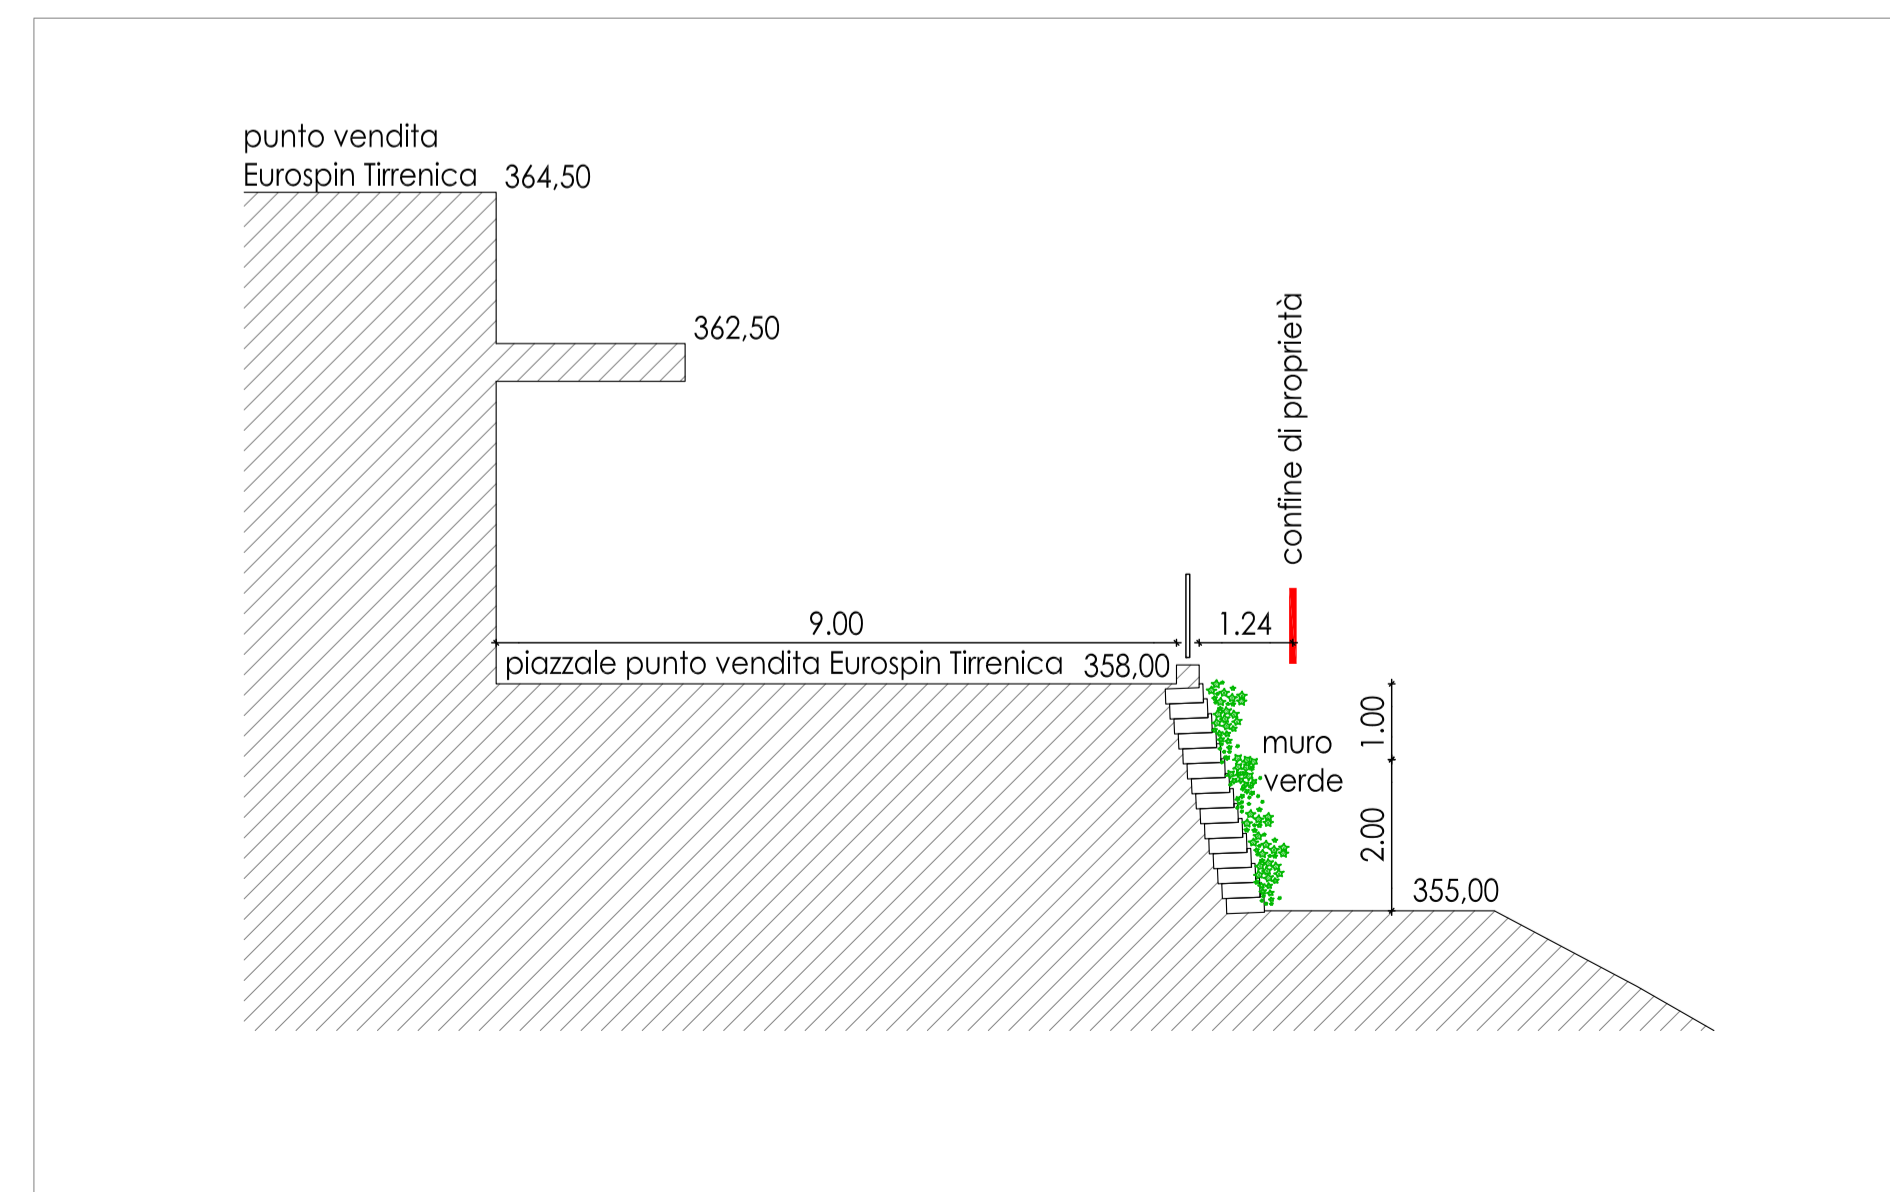 punto vendita
Eurospin Tirrenica 364,50
362,50
confine di proprietà
9.00
1.24
piazzale punto vendita Eurospin Tirrenica 358,00
1.00
muro
verde
2.00
355,00